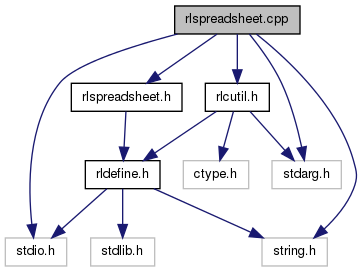 rlspreadsheet.cpp
rlspreadsheet.h
rlcutil.h
rldefine.h
ctype.h
stdarg.h
stdio.h
stdlib.h
string.h